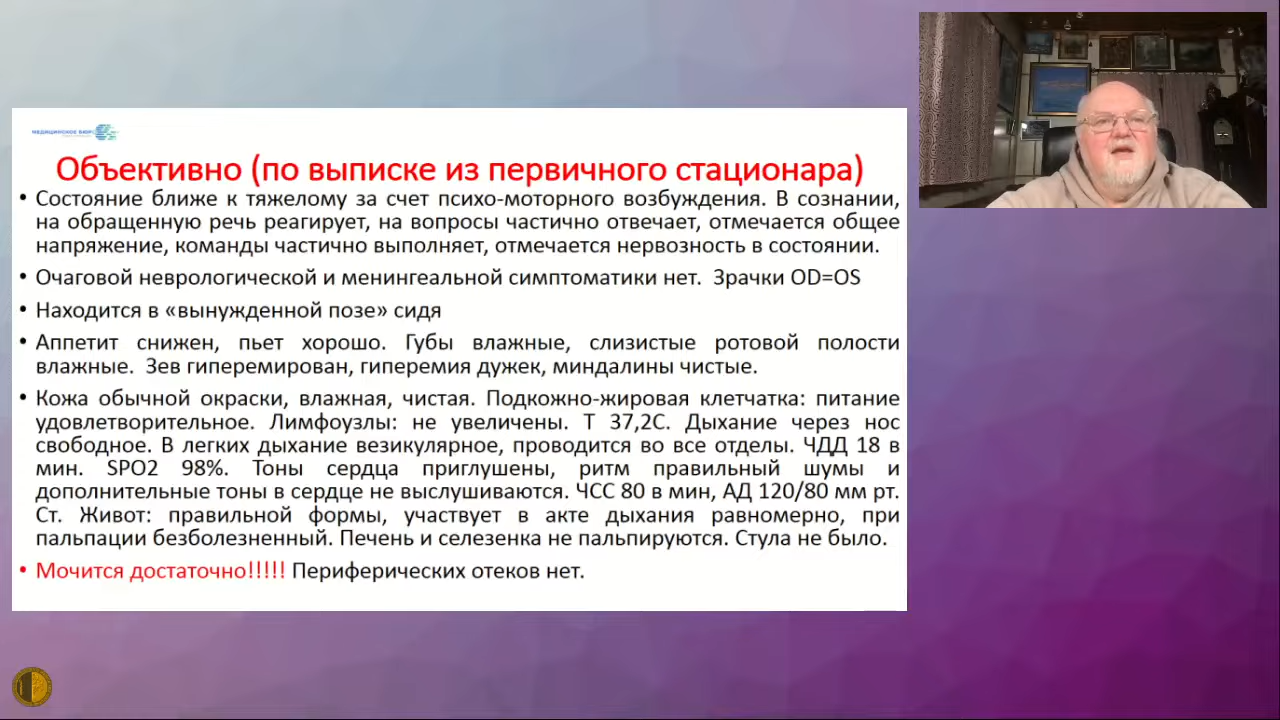 МЕДИЦИНСКОЕ БЮРО
Объективно (по выписке из первичного стационара)
• Состояние ближе к тяжелому за счет психо-моторного возбуждения. В сознании,
на обращенную речь реагирует, на вопросы частично отвечает, отмечается общее
напряжение, команды частично выполняет, отмечается нервозность в состоянии.
• Очаговой неврологической и менингеальной симптоматики нет. Зрачки OD=OS
• Находится в «вынужденной позе» сидя
• Аппетит снижен, пьет хорошо. Губы влажные, слизистые ротовой полости
влажные. Зев гиперемирован, гиперемия дужек, миндалины чистые.
• Кожа обычной окраски, влажная, чистая. Подкожно-жировая клетчатка: питание
удовлетворительное. Лимфоузлы: не увеличены. Т 37,2С. Дыхание через нос
свободное. В легких дыхание везикулярное, проводится во все отделы. ЧДД 18 в
мин. SPO2 98%. Тоны сердца приглушены, ритм правильный шумы и
дополнительные тоны в сердце не выслушиваются. ЧСС 80 в мин, АД 120/80 мм рт.
Ст. Живот: правильной формы, участвует в акте дыхания равномерно, при
пальпации безболезненный. Печень и селезенка не пальпируются. Стула не было.
• Мочится достаточно!!!!! Периферических отеков нет.